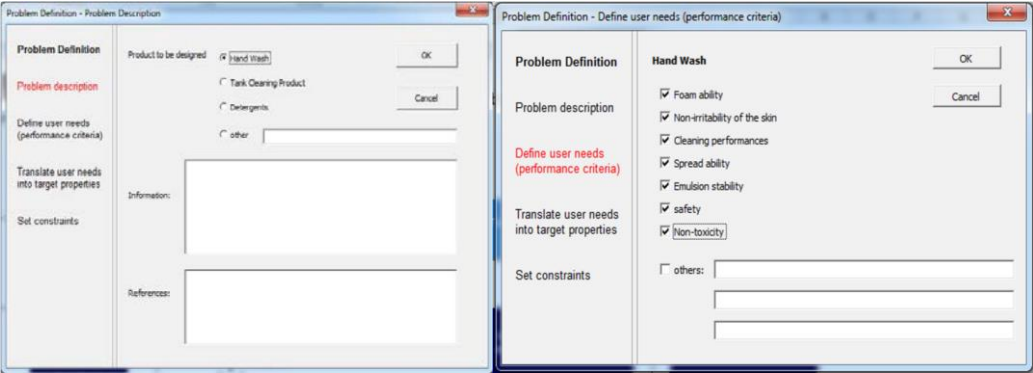 Problem Definition - Problem Description
Problem Definition
Problem description
Define user needs
(performance criteria)
Translate user needs
into target properties
Set constraints
Product to be designed
Hand Wash
Tank Cleaning Product
Detergents
other
OK
Cancel
Information:
References:
Problem Definition - Define user needs (performance criteria)
Problem Definition
Problem description
Define user needs
(performance criteria)
Translate user needs
into target properties
Set constraints
Hand Wash
Foam ability
Non-irritability of the skin
Cleaning performances
Spread ability
Emulsion stability
safety
Non-toxicity
others:
OK
Cancel